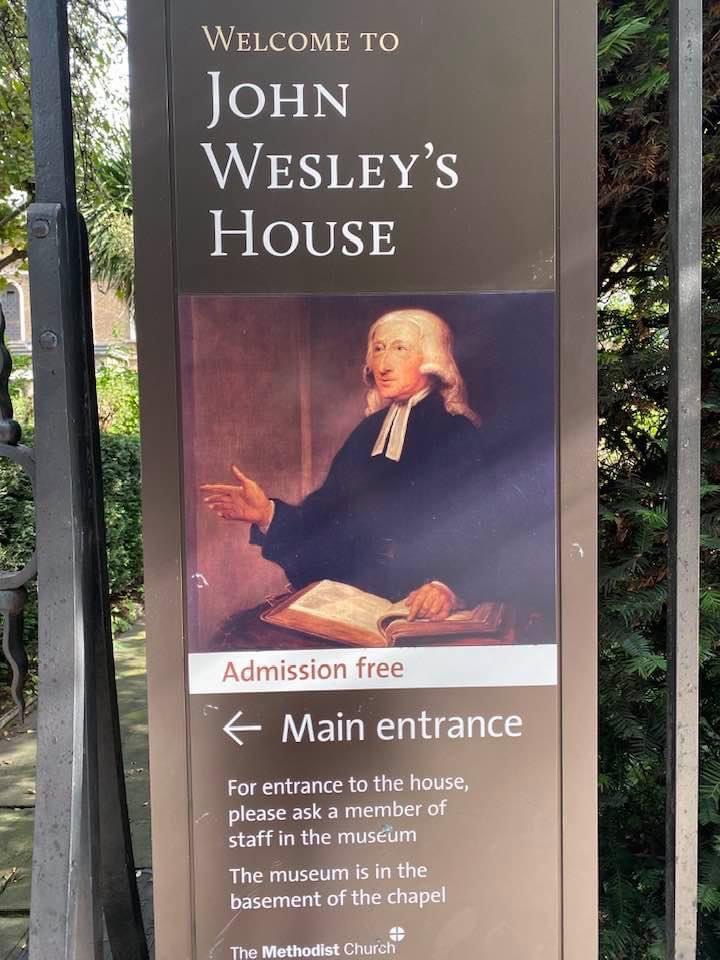 Welcome to
John
Wesley's
House
Admission free
← Main entrance
For entrance to the house,
please ask a member of
staff in the museum
The museum is in the
basement of the chapel
The Methodist Church